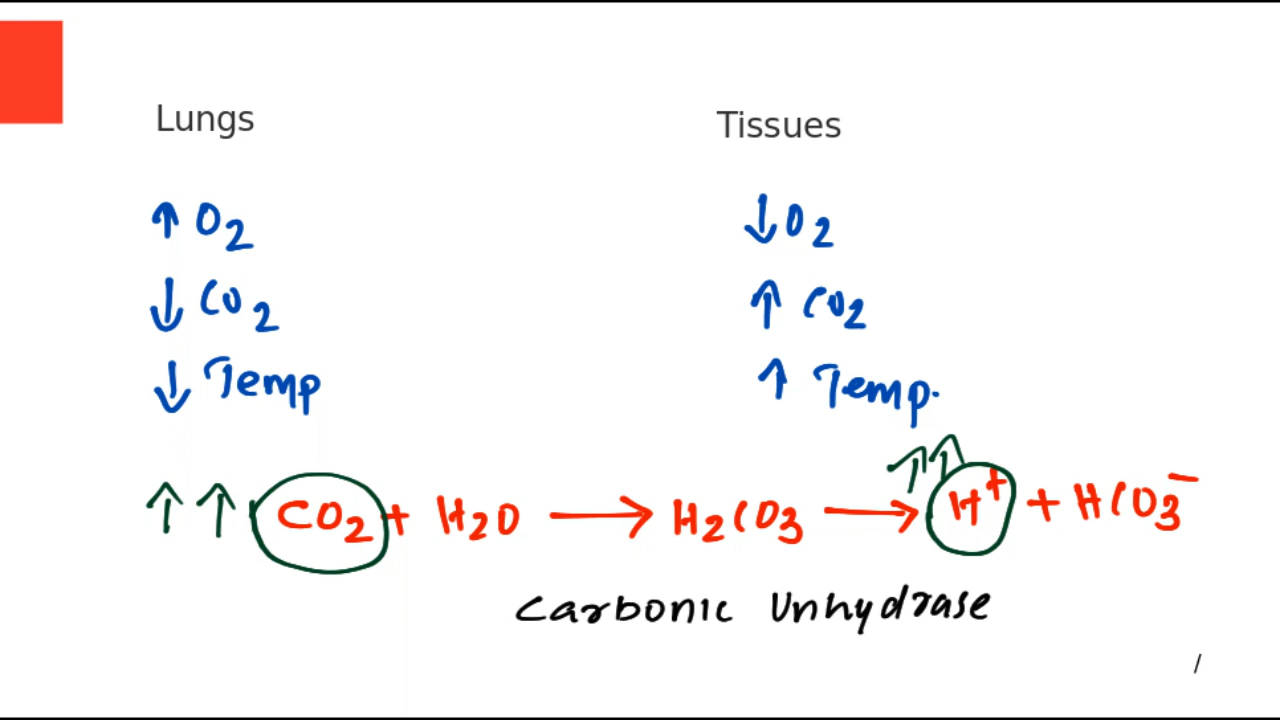 Lungs
Tissues
↑ O2
↓ O2
↓ CO2
↑ CO2
↓ Temp
↑ Temp.
↑↑ CO2 + H2O ⟶ H2CO3 ⟶ ↑↑ H⁺ + HCO3⁻
Carbonic Unhydrase
/